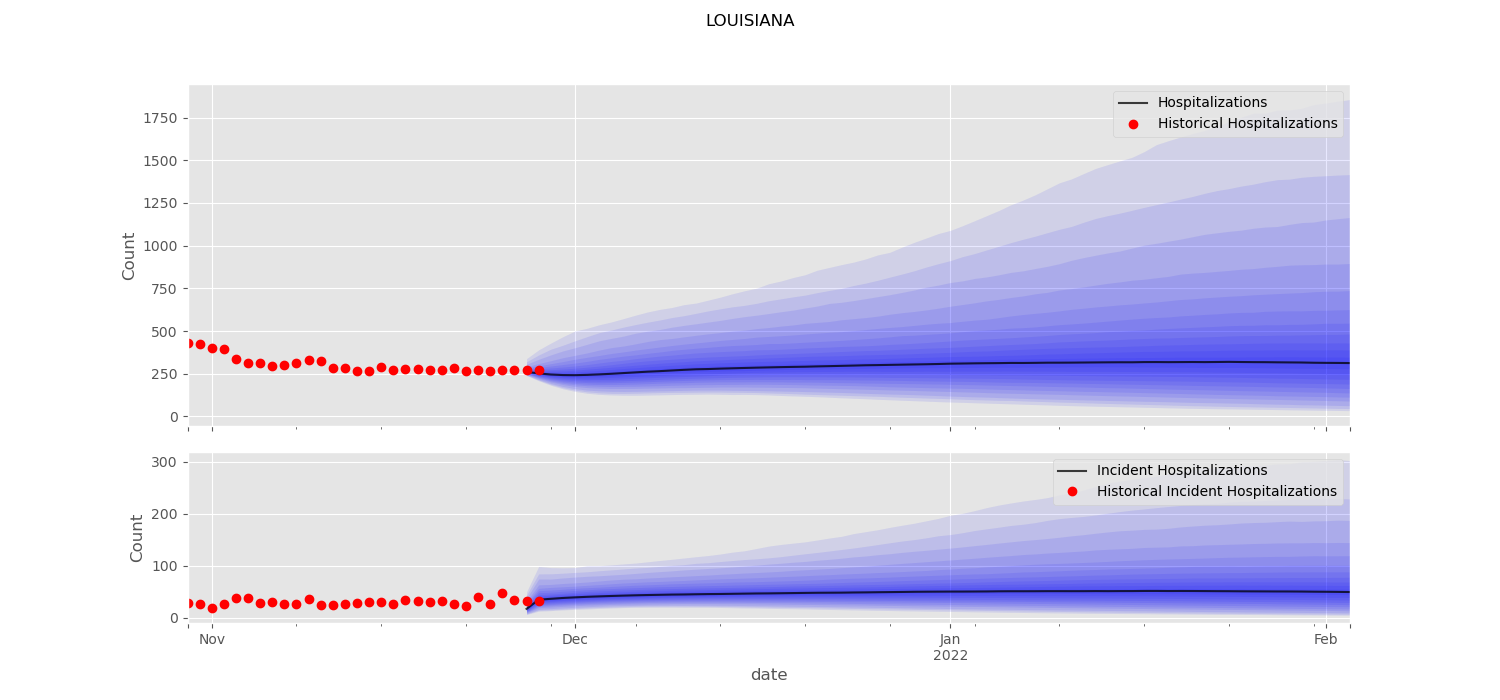 LOUISIANA
1750
1500
1250
1000
750
500
250
0
Count
Hospitalizations
Historical Hospitalizations
300
200
100
0
Count
Incident Hospitalizations
Historical Incident Hospitalizations
Nov
Dec
Jan
2022
Feb
date